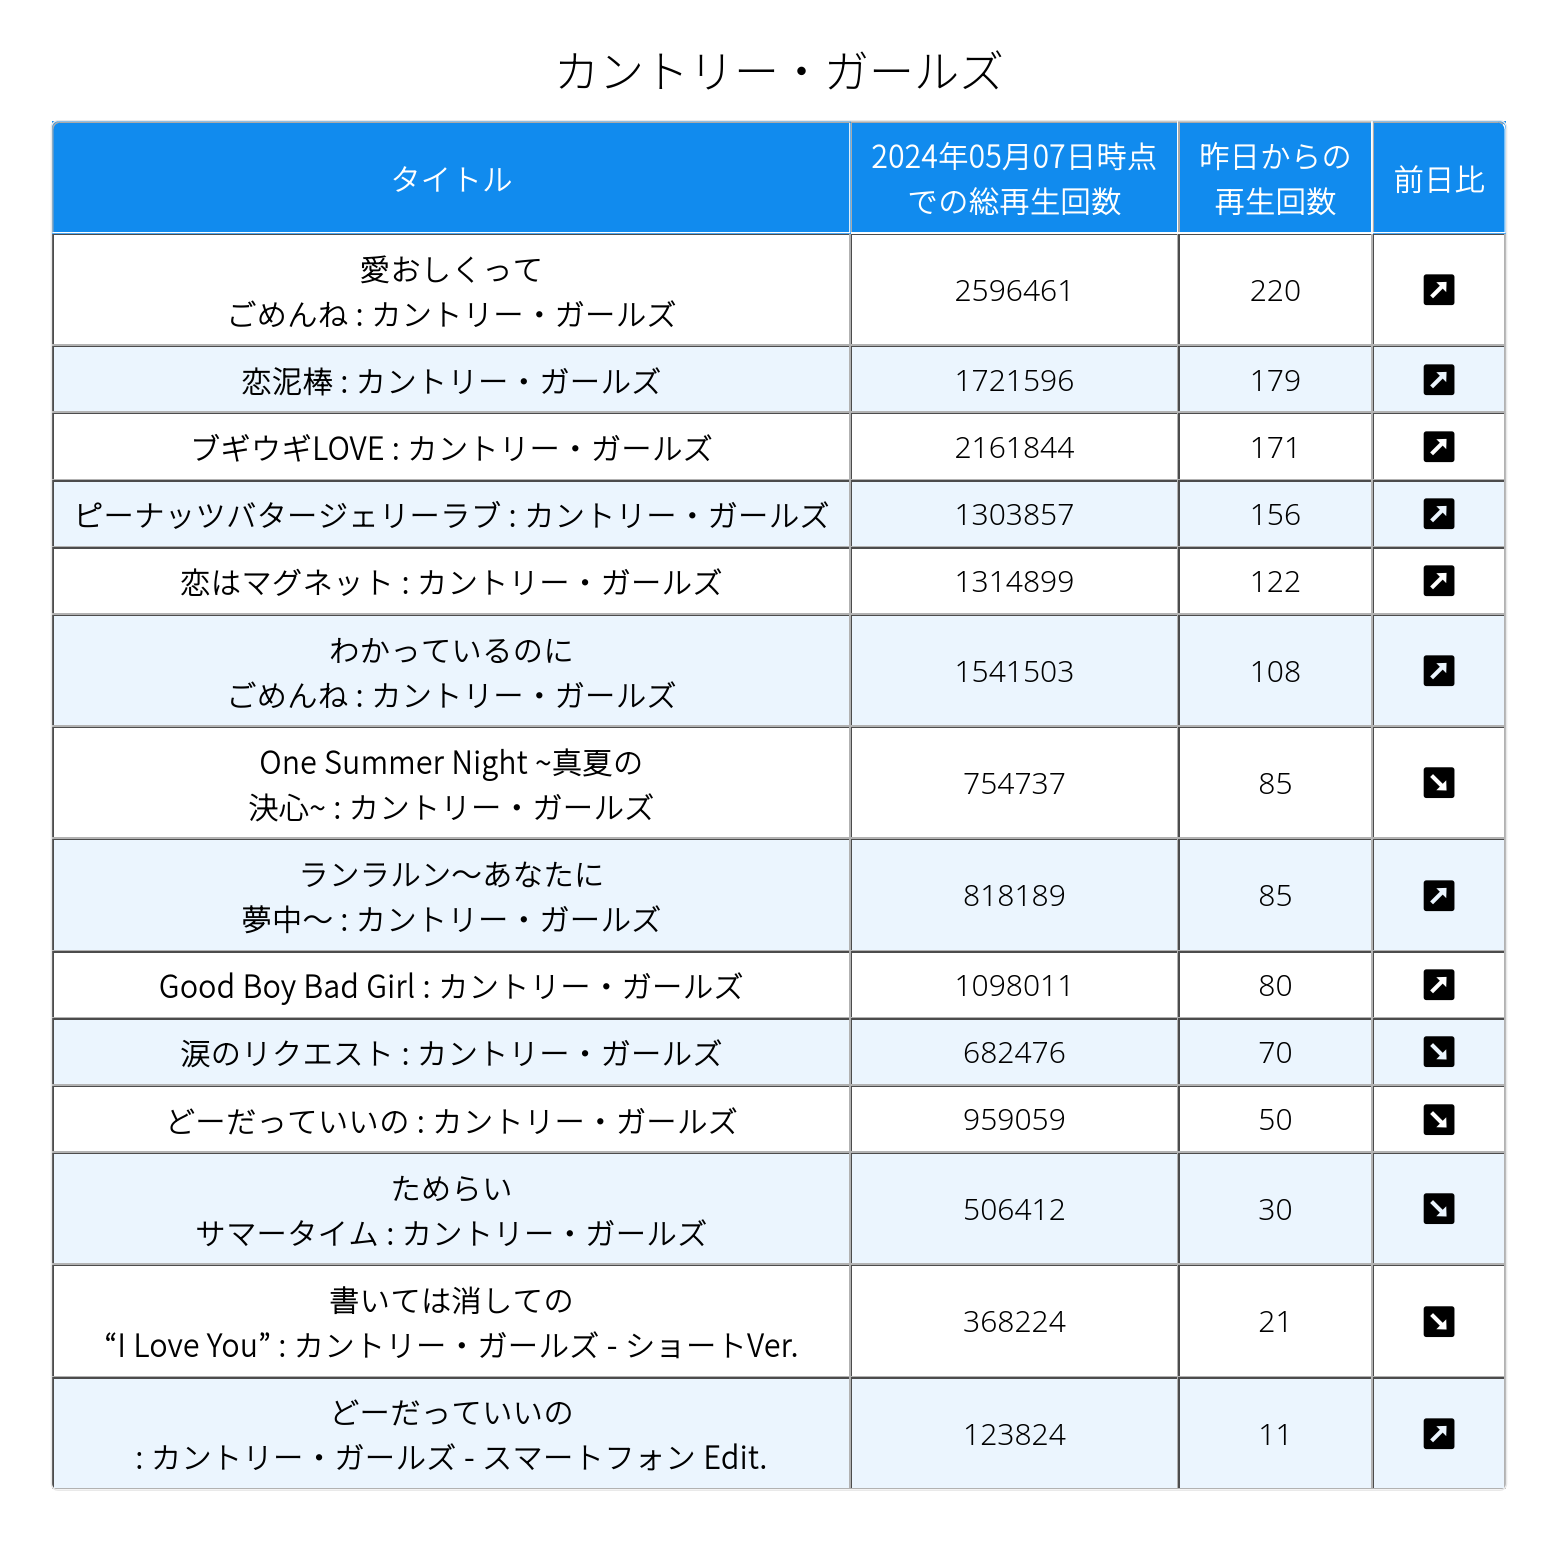 カントリー・ガールズ
タイトル
2024年05月07日時点
での総再生回数
昨日からの
再生回数
前日比
愛おしくって
ごめんね : カントリー・ガールズ
2596461
220
恋泥棒 : カントリー・ガールズ
1721596
179
ブギウギLOVE : カントリー・ガールズ
2161844
171
ピーナッツバタージェリーラブ : カントリー・ガールズ
1303857
156
恋はマグネット : カントリー・ガールズ
1314899
122
わかっているのに
ごめんね : カントリー・ガールズ
1541503
108
One Summer Night ~真夏の
決心~ : カントリー・ガールズ
754737
85
ランラルン〜あなたに
夢中〜 : カントリー・ガールズ
818189
85
Good Boy Bad Girl : カントリー・ガールズ
1098011
80
涙のリクエスト : カントリー・ガールズ
682476
70
どーだっていいの : カントリー・ガールズ
959059
50
ためらい
サマータイム : カントリー・ガールズ
506412
30
書いては消しての
“I Love You” : カントリー・ガールズ - ショートVer.
368224
21
どーだっていいの
: カントリー・ガールズ - スマートフォン Edit.
123824
11